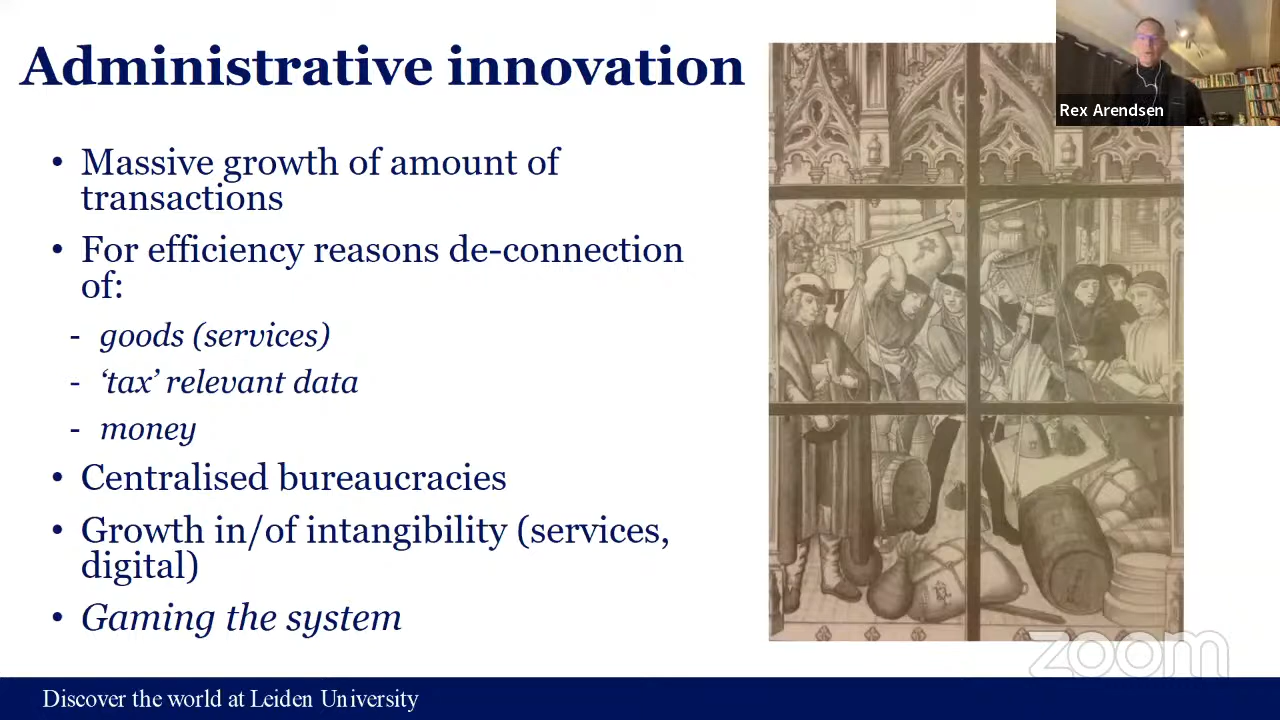 Administrative innovation
Rex Arendsen
• Massive growth of amount of
transactions
• For efficiency reasons de-connection
of:
- goods (services)
- ‘tax’ relevant data
- money
• Centralised bureaucracies
• Growth in/of intangibility (services,
digital)
• Gaming the system
zoom
Discover the world at Leiden University